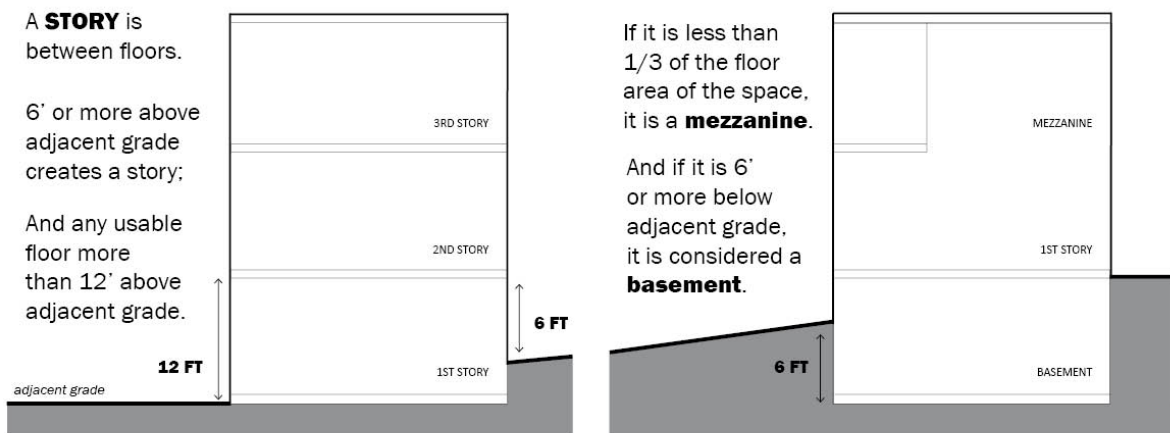 A STORY is
between floors.
6’ or more above
adjacent grade
creates a story;
And any usable
floor more
than 12’ above
adjacent grade.
12 FT
adjacent grade
3RD STORY
2ND STORY
1ST STORY
6 FT
If it is less than
1/3 of the floor
area of the space,
it is a mezzanine.
And if it is 6’
or more below
adjacent grade,
it is considered a
basement.
6 FT
MEZZANINE
1ST STORY
BASEMENT